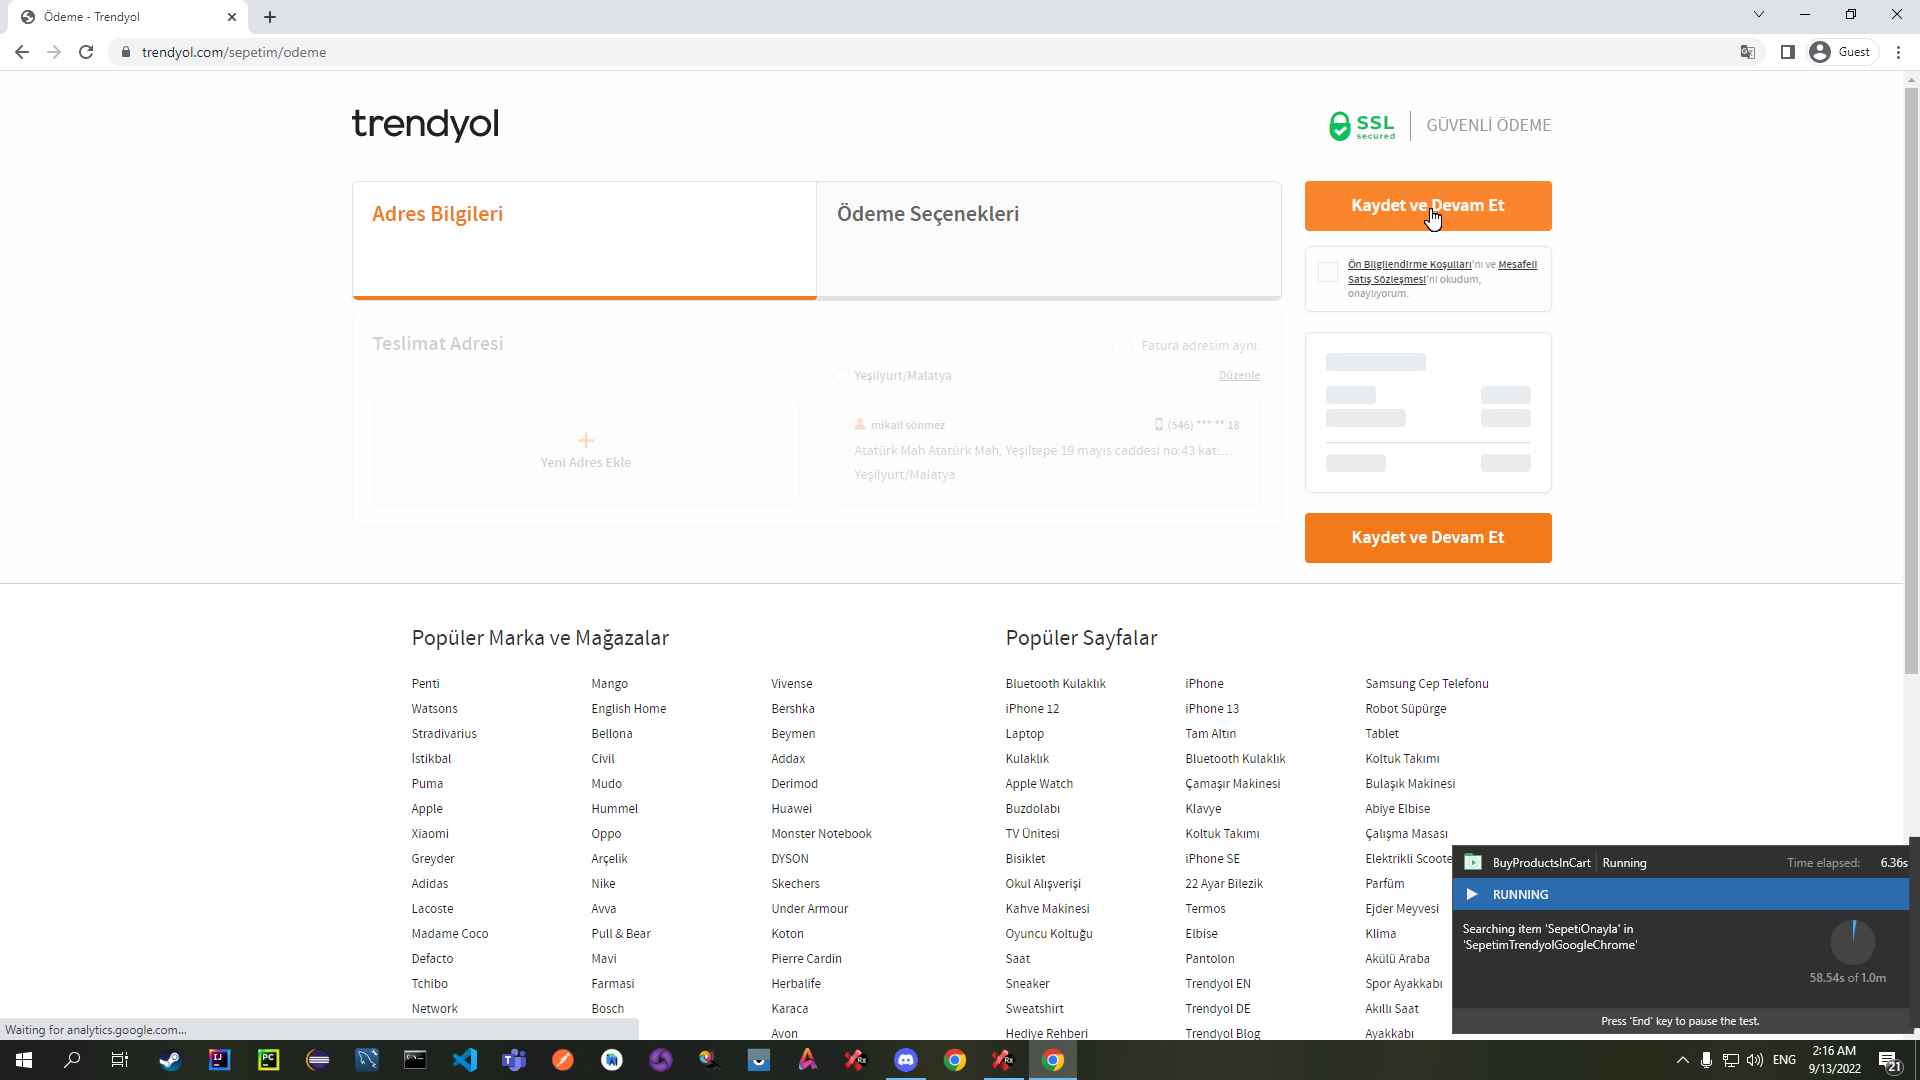 Ödeme - Trendyol
trendyol.com/sepetim/odeme
Guest
trendyol
SSL
secured
GÜVENLİ ÖDEME
Adres Bilgileri
Ödeme Seçenekleri
Kaydet ve Devam Et
Ön Bilgilendirme Koşulları'nı ve Mesafeli
Satış Sözleşmesi'ni okudum,
onaylıyorum.
Teslimat Adresi
Fatura adresim aynı
Yeşilyurt/Malatya
Düzenle
mikail sönmez
(546) *** ** 18
Atatürk Mah Atatürk Mah, Yeşiltepe 19 mayıs caddesi no:43 kat:...
Yeşilyurt/Malatya
+
Yeni Adres Ekle
Kaydet ve Devam Et
Popüler Marka ve Mağazalar
Penti
Watsons
Stradivarius
İstikbal
Puma
Apple
Xiaomi
Greyder
Adidas
Lacoste
Madame Coco
Defacto
Tchibo
Network
Mango
English Home
Bellona
Civil
Mudo
Hummel
Oppo
Arçelik
Nike
Avva
Pull & Bear
Mavi
Farmasi
Bosch
Vivense
Bershka
Beymen
Addax
Derimod
Huawei
Monster Notebook
DYSON
Skechers
Under Armour
Koton
Pierre Cardin
Herbalife
Karaca
Avon
Popüler Sayfalar
Bluetooth Kulaklık
iPhone 12
Laptop
Kulaklık
Apple Watch
Buzdolabı
TV Ünitesi
Bisiklet
Okul Alışverişi
Kahve Makinesi
Oyuncu Koltuğu
Saat
Sneaker
Sweatshirt
Hediye Rehberi
iPhone
iPhone 13
Tam Altın
Bluetooth Kulaklık
Çamaşır Makinesi
Klavye
Koltuk Takımı
iPhone SE
22 Ayar Bilezik
Termos
Elbise
Pantolon
Trendyol EN
Trendyol DE
Trendyol Blog
Samsung Cep Telefonu
Robot Süpürge
Tablet
Koltuk Takımı
Bulaşık Makinesi
Abiye Elbise
Çalışma Masası
Elektrikli Scoote
Parfüm
Ejder Meyvesi
Klima
Akülü Araba
Spor Ayakkabı
Akıllı Saat
Ayakkabı
BuyProductsInCart Running
Time elapsed: 6.36s
RUNNING
Searching item 'SepetiOnayla' in
'SepetimTrendyolGoogleChrome'
58.54s of 1.0m
Press 'End' key to pause the test.
Waiting for analytics.google.com...
ENG
2:16 AM
9/13/2022
21